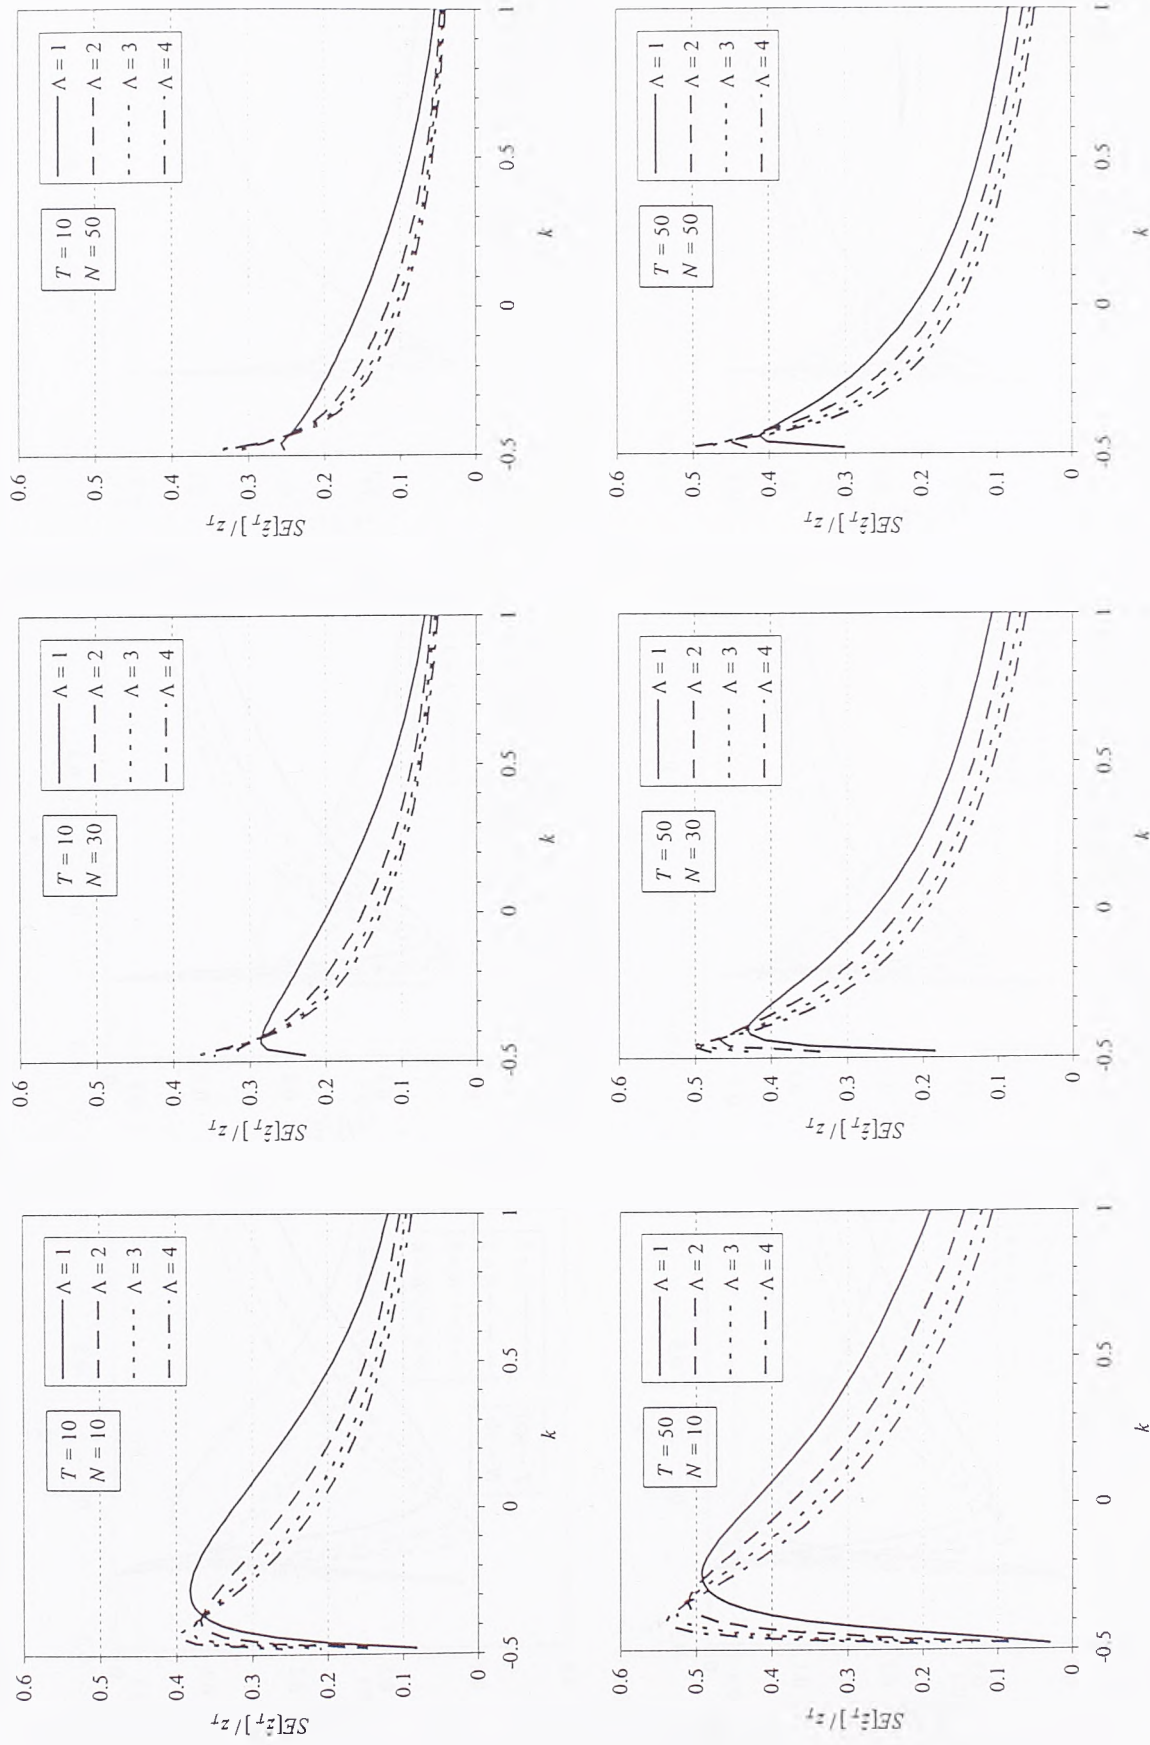 0.6
0.5
0.4
0.3
0.2
0.1
0
SE[ẑ_T] / z_T
T = 10
N = 10
Λ = 1
Λ = 2
Λ = 3
Λ = 4
-0.5 0 0.5 1
k
0.6
0.5
0.4
0.3
0.2
0.1
0
SE[ẑ_T] / z_T
T = 10
N = 30
Λ = 1
Λ = 2
Λ = 3
Λ = 4
-0.5 0 0.5 1
k
0.6
0.5
0.4
0.3
0.2
0.1
0
SE[ẑ_T] / z_T
T = 10
N = 50
Λ = 1
Λ = 2
Λ = 3
Λ = 4
-0.5 0 0.5 1
k
0.6
0.5
0.4
0.3
0.2
0.1
0
SE[ẑ_T] / z_T
T = 50
N = 10
Λ = 1
Λ = 2
Λ = 3
Λ = 4
-0.5 0 0.5 1
k
0.6
0.5
0.4
0.3
0.2
0.1
0
SE[ẑ_T] / z_T
T = 50
N = 30
Λ = 1
Λ = 2
Λ = 3
Λ = 4
-0.5 0 0.5 1
k
0.6
0.5
0.4
0.3
0.2
0.1
0
SE[ẑ_T] / z_T
T = 50
N = 50
Λ = 1
Λ = 2
Λ = 3
Λ = 4
-0.5 0 0.5 1
k